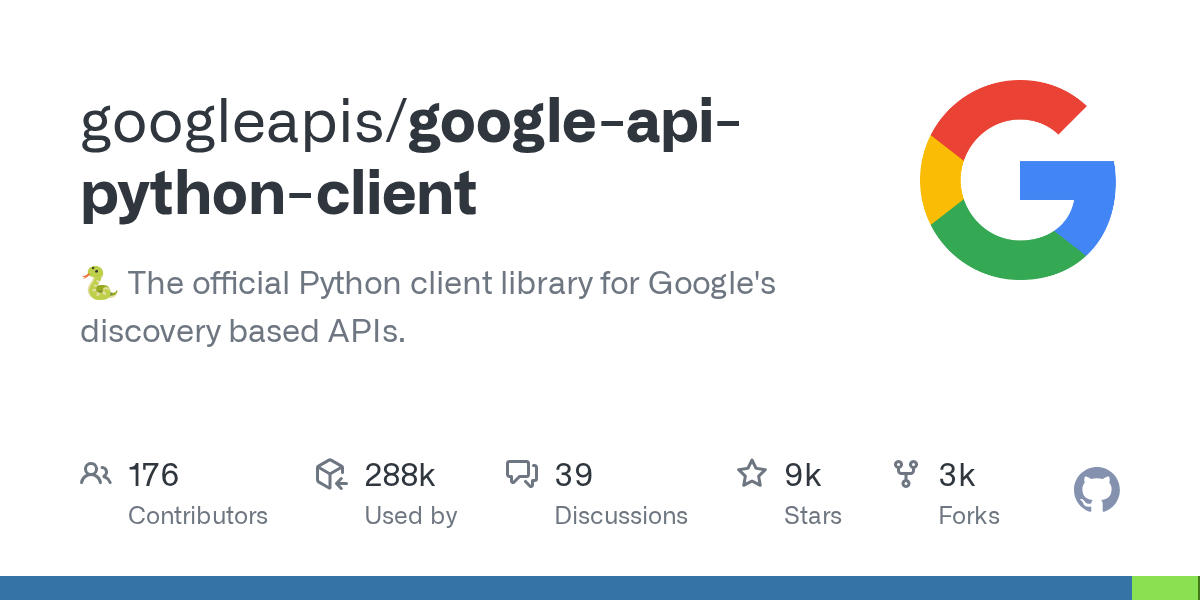 googleapis/google-api-
python-client
🐍 The official Python client library for Google's
discovery based APIs.
176 288k 39 9k 3k
Contributors Used by Discussions Stars Forks